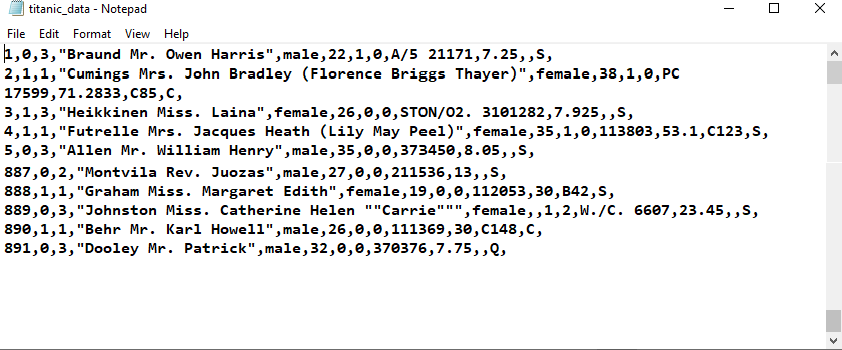 titanic_data - Notepad
File Edit Format View Help
1,0,3,"Braund Mr. Owen Harris",male,22,1,0,A/5 21171,7.25,,S,
2,1,1,"Cumings Mrs. John Bradley (Florence Briggs Thayer)",female,38,1,0,PC
17599,71.2833,C85,C,
3,1,3,"Heikkinen Miss. Laina",female,26,0,0,STON/O2. 3101282,7.925,,S,
4,1,1,"Futrelle Mrs. Jacques Heath (Lily May Peel)",female,35,1,0,113803,53.1,C123,S,
5,0,3,"Allen Mr. William Henry",male,35,0,0,373450,8.05,,S,
887,0,2,"Montvila Rev. Juozas",male,27,0,0,211536,13,,S,
888,1,1,"Graham Miss. Margaret Edith",female,19,0,0,112053,30,B42,S,
889,0,3,"Johnston Miss. Catherine Helen ""Carrie""",female,,1,2,W./C. 6607,23.45,,S,
890,1,1,"Behr Mr. Karl Howell",male,26,0,0,111369,30,C148,C,
891,0,3,"Dooley Mr. Patrick",male,32,0,0,370376,7.75,,Q,